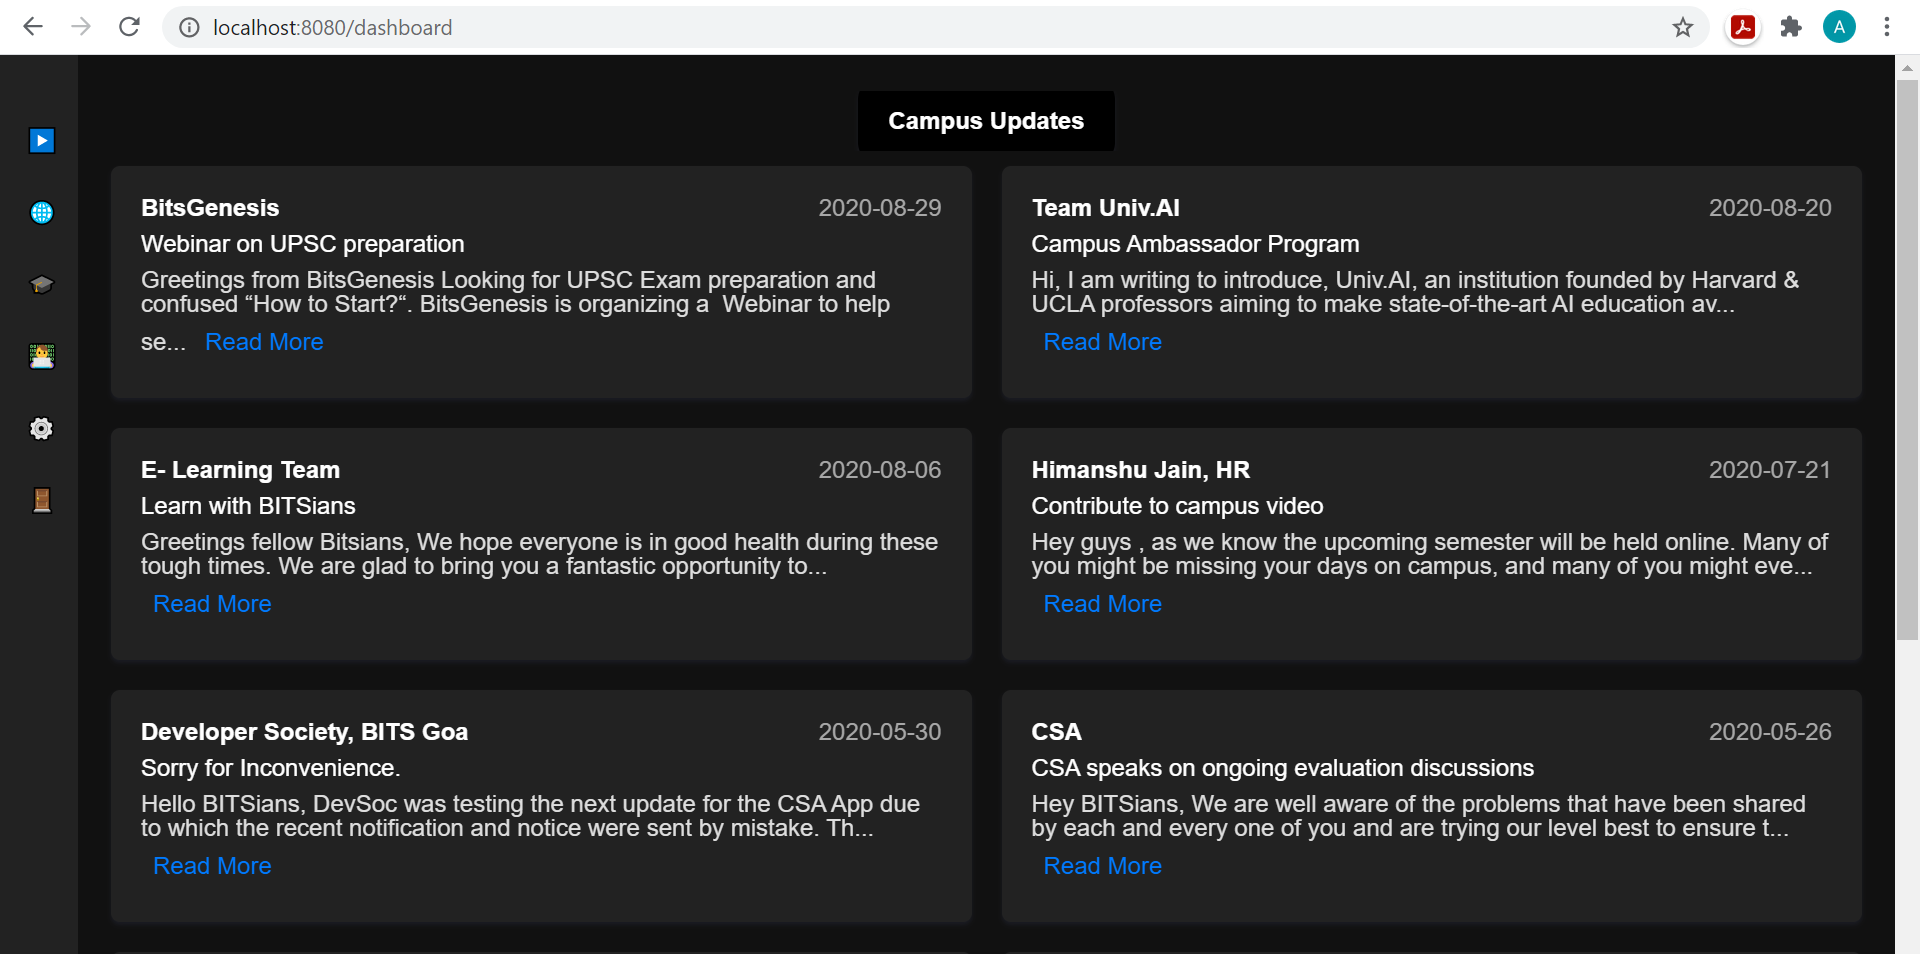 localhost:8080/dashboard
A
Campus Updates
BitsGenesis 2020-08-29
Webinar on UPSC preparation
Greetings from BitsGenesis Looking for UPSC Exam preparation and
confused “How to Start?“. BitsGenesis is organizing a  Webinar to help
se... Read More
Team Univ.AI 2020-08-20
Campus Ambassador Program
Hi, I am writing to introduce, Univ.AI, an institution founded by Harvard &
UCLA professors aiming to make state-of-the-art AI education av...
Read More
E- Learning Team 2020-08-06
Learn with BITSians
Greetings fellow Bitsians, We hope everyone is in good health during these
tough times. We are glad to bring you a fantastic opportunity to...
Read More
Himanshu Jain, HR 2020-07-21
Contribute to campus video
Hey guys , as we know the upcoming semester will be held online. Many of
you might be missing your days on campus, and many of you might eve...
Read More
Developer Society, BITS Goa 2020-05-30
Sorry for Inconvenience.
Hello BITSians, DevSoc was testing the next update for the CSA App due
to which the recent notification and notice were sent by mistake. Th...
Read More
CSA 2020-05-26
CSA speaks on ongoing evaluation discussions
Hey BITSians, We are well aware of the problems that have been shared
by each and every one of you and are trying our level best to ensure t...
Read More